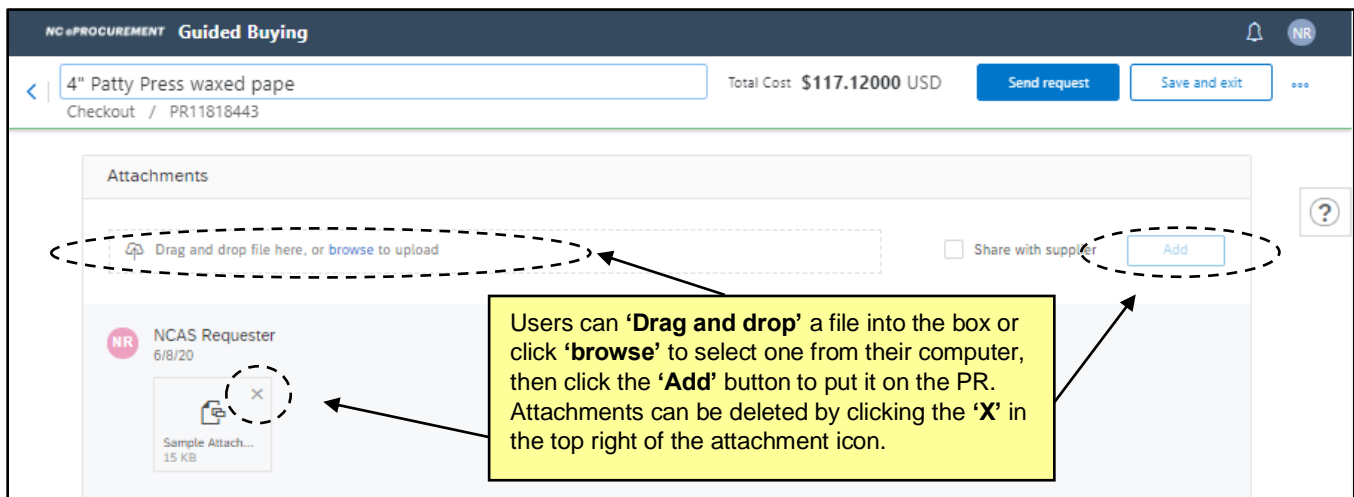 NC ePROCUREMENT Guided Buying
NR
4" Patty Press waxed pape
Total Cost $117.12000 USD
Send request
Save and exit
Checkout / PR11818443
Attachments
?
Drag and drop file here, or browse to upload
Share with supplier
Add
NR
NCAS Requester
6/8/20
Sample Attach...
15 KB
Users can ‘Drag and drop’ a file into the box or
click ‘browse’ to select one from their computer,
then click the ‘Add’ button to put it on the PR.
Attachments can be deleted by clicking the ‘X’ in
the top right of the attachment icon.